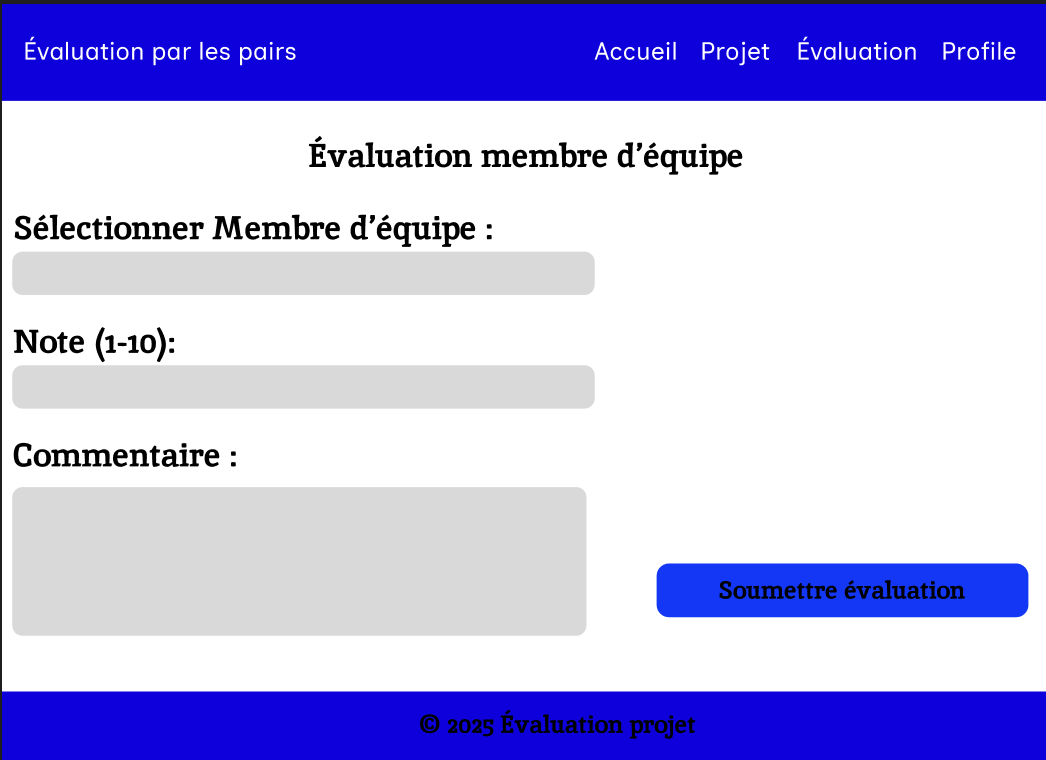 Évaluation par les pairs Accueil Projet Évaluation Profile
Évaluation membre d’équipe
Sélectionner Membre d’équipe :
Note (1-10):
Commentaire :
Soumettre évaluation
© 2025 Évaluation projet